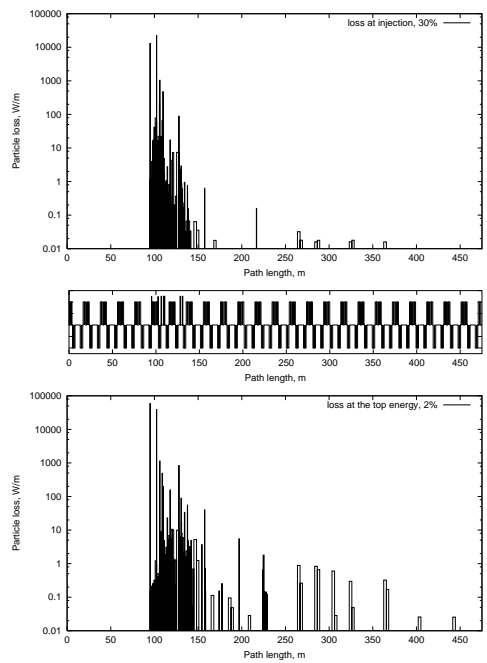 loss at injection, 30%
Particle loss, W/m
100000
10000
1000
100
10
1
0.1
0.01
0 50 100 150 200 250 300 350 400 450
Path length, m
0 50 100 150 200 250 300 350 400 450
Path length, m
loss at the top energy, 2%
Particle loss, W/m
100000
10000
1000
100
10
1
0.1
0.01
0 50 100 150 200 250 300 350 400 450
Path length, m